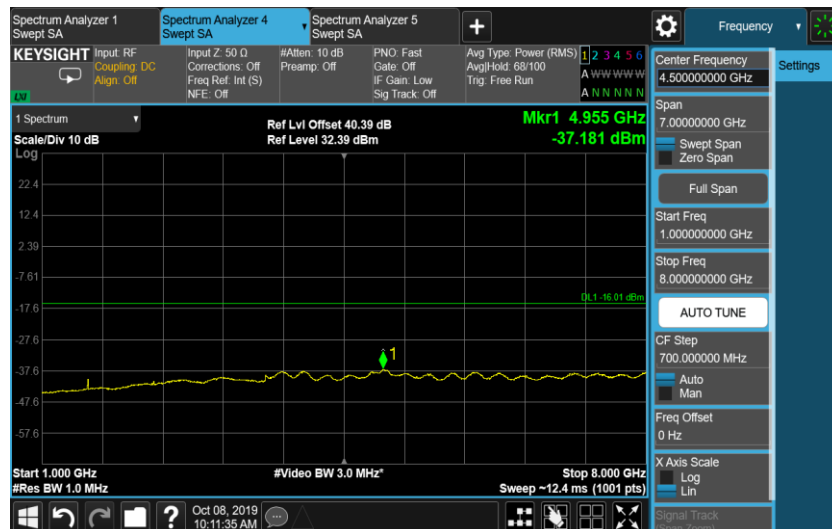 Spectrum Analyzer 1
Swept SA
Spectrum Analyzer 4
Swept SA
Spectrum Analyzer 5
Swept SA
Frequency
KEYSIGHT
Input: RF
Coupling: DC
Align: Off
Input Z: 50 Ω
Corrections: Off
Freq Ref: Int (S)
NFE: Off
#Atten: 10 dB
Preamp: Off
PNO: Fast
Gate: Off
IF Gain: Low
Sig Track: Off
Avg Type: Power (RMS)
Avg|Hold: 68/100
Trig: Free Run
1 2 3 4 5 6
A W W W W W
A N N N N N
LXI
1 Spectrum
Scale/Div 10 dB
Log
Ref Lvl Offset 40.39 dB
Ref Level 32.39 dBm
Mkr1 4.955 GHz
-37.181 dBm
22.4
12.4
2.39
-7.61
-17.6
-27.6
-37.6
-47.6
-57.6
DL1 -16.01 dBm
1
Start 1.000 GHz
#Res BW 1.0 MHz
#Video BW 3.0 MHz*
Stop 8.000 GHz
Sweep ~12.4 ms (1001 pts)
Oct 08, 2019
10:11:35 AM
Center Frequency
4.500000000 GHz
Settings
Span
7.00000000 GHz
Swept Span
Zero Span
Full Span
Start Freq
1.000000000 GHz
Stop Freq
8.000000000 GHz
AUTO TUNE
CF Step
700.000000 MHz
Auto
Man
Freq Offset
0 Hz
X Axis Scale
Log
Lin
Signal Track